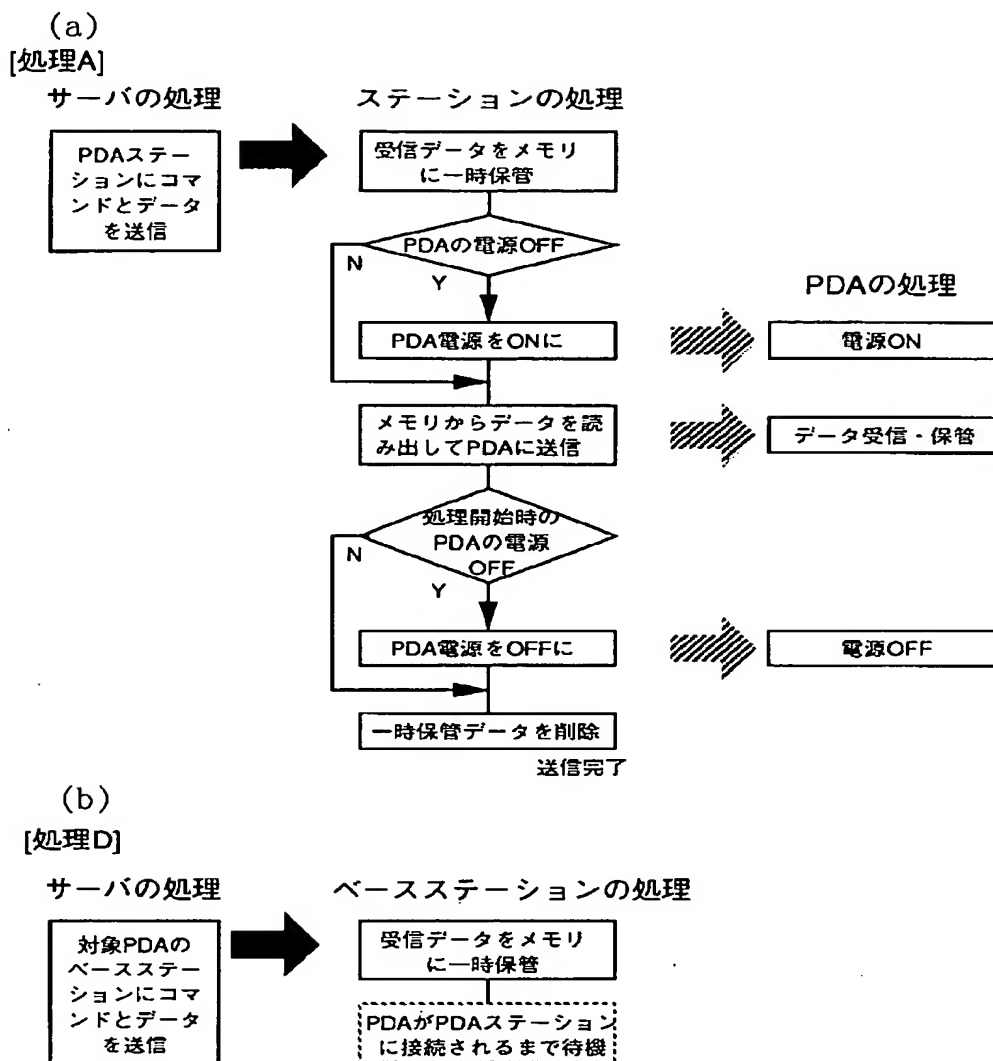 (a)
[処理A]
サーバの処理
ステーションの処理
PDAステー
ションにコマ
ンドとデータ
を送信
受信データをメモリ
に一時保管
PDAの電源OFF
N
Y
PDAの処理
PDA電源をONに
電源ON
メモリからデータを読
み出してPDAに送信
データ受信・保管
処理開始時の
PDAの電源
OFF
N
Y
PDA電源をOFFに
電源OFF
一時保管データを削除
送信完了
(b)
[処理D]
サーバの処理
ベースステーションの処理
対象PDAの
ベースステー
ションにコマ
ンドとデータ
を送信
受信データをメモリ
に一時保管
PDAがPDAステーション
に接続されるまで待機